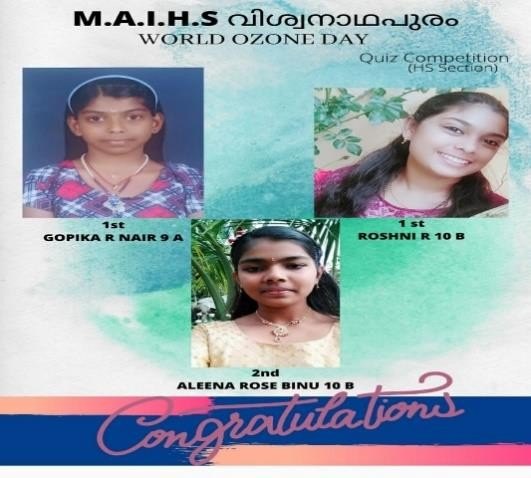 M.A.I.H.S വിശ്വനാഥപുരം
WORLD OZONE DAY
Quiz Competition
(HS Section)
1st
GOPIKA R NAIR 9 A
1 st
ROSHNI R 10 B
2nd
ALEENA ROSE BINU 10 B
Congratulations